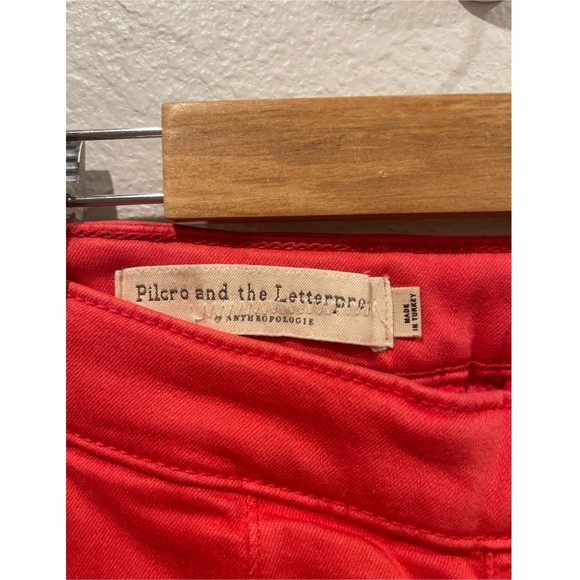 Pilcro and the Letterpre
by ANTHROPOLOGIE
MADE
IN TURKEY